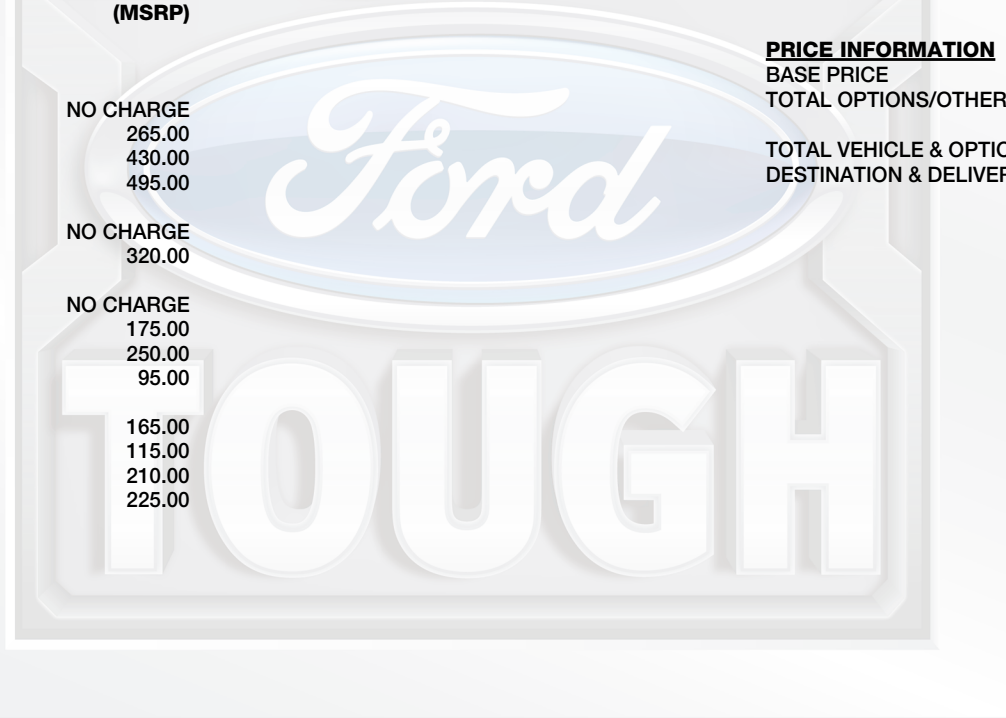 (MSRP)
NO CHARGE
265.00
430.00
495.00
NO CHARGE
320.00
NO CHARGE
175.00
250.00
95.00
165.00
115.00
210.00
225.00
PRICE INFORMATION
BASE PRICE
TOTAL OPTIONS/OTHER
TOTAL VEHICLE & OPTIO
DESTINATION & DELIVER
Ford
TOUGH